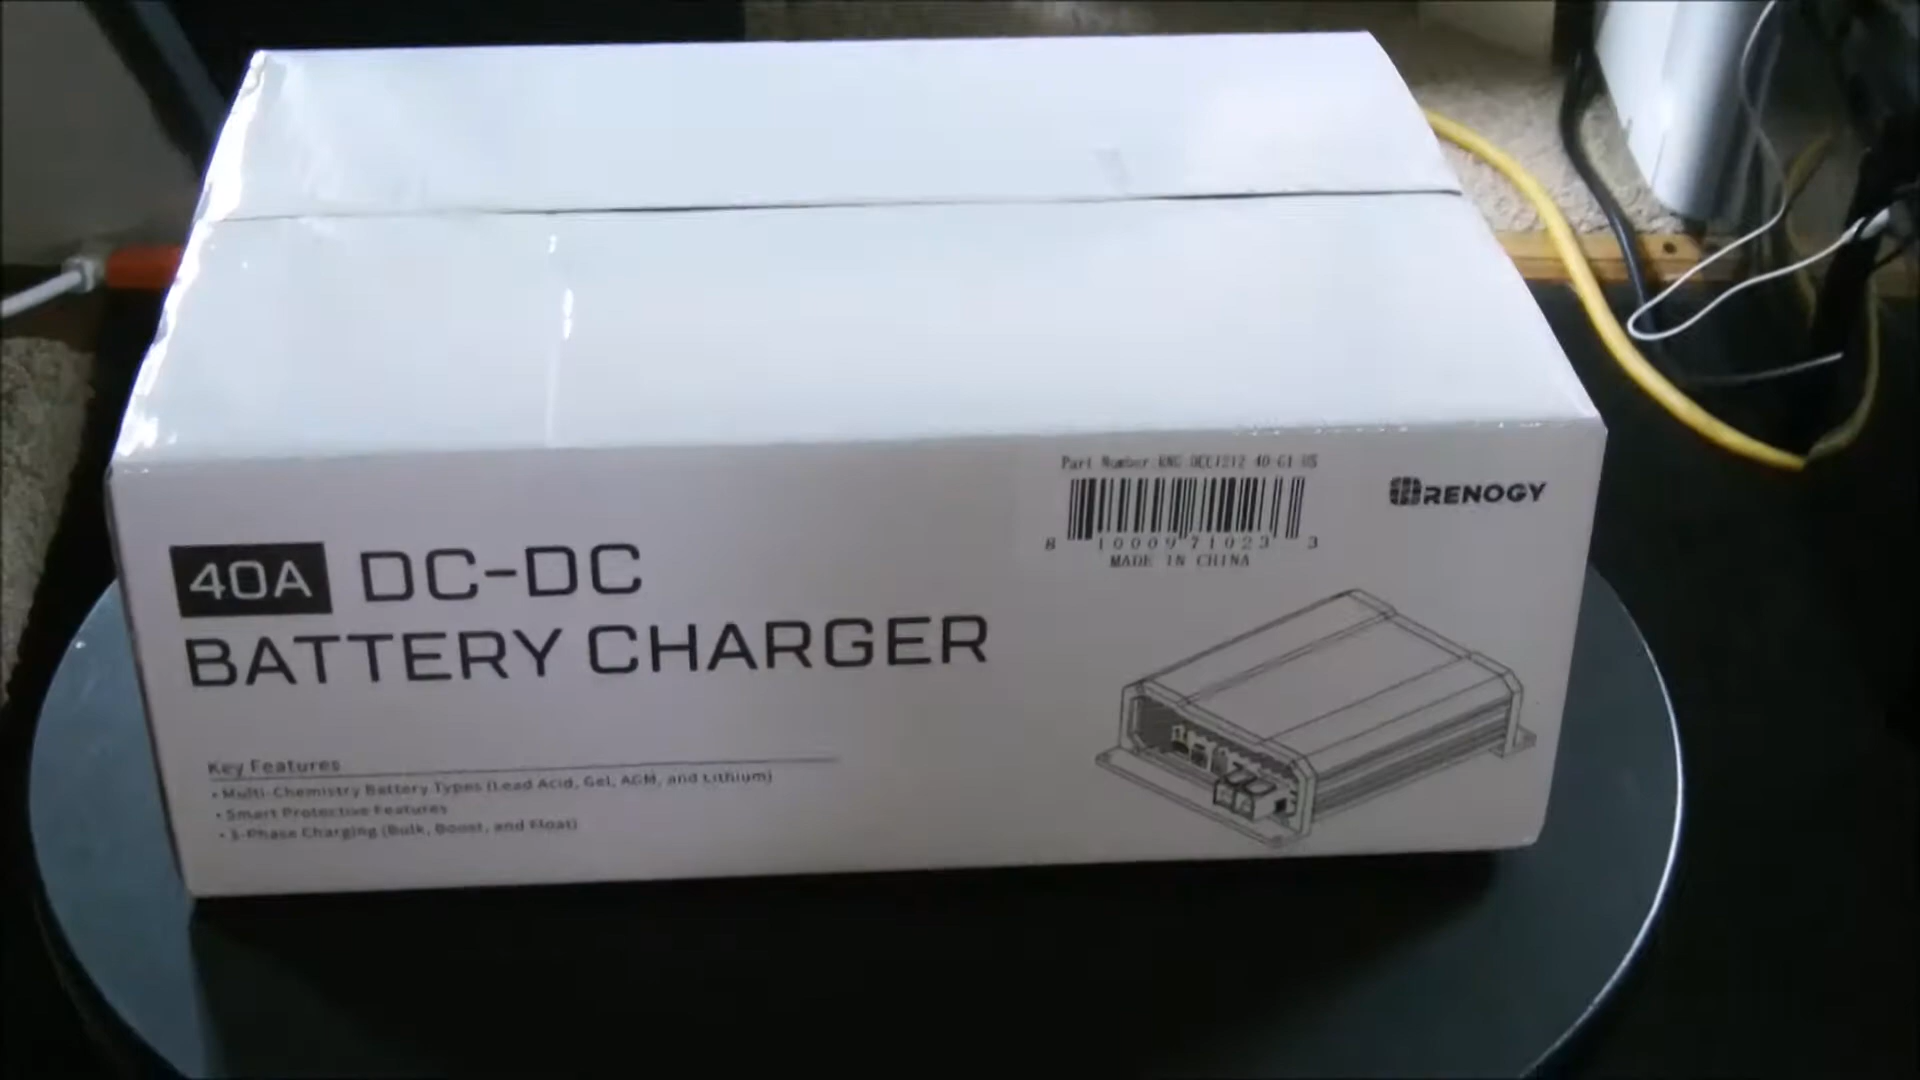 Part Number:RNG-DCC1212-40-G1-US
8 10009 71023 3
MADE IN CHINA
RENOGY
40A DC-DC
BATTERY CHARGER
Key Features
• Multi-Chemistry Battery Types (Lead Acid, Gel, AGM, and Lithium)
• Smart Protective Features
• 3-Phase Charging (Bulk, Boost, and Float)